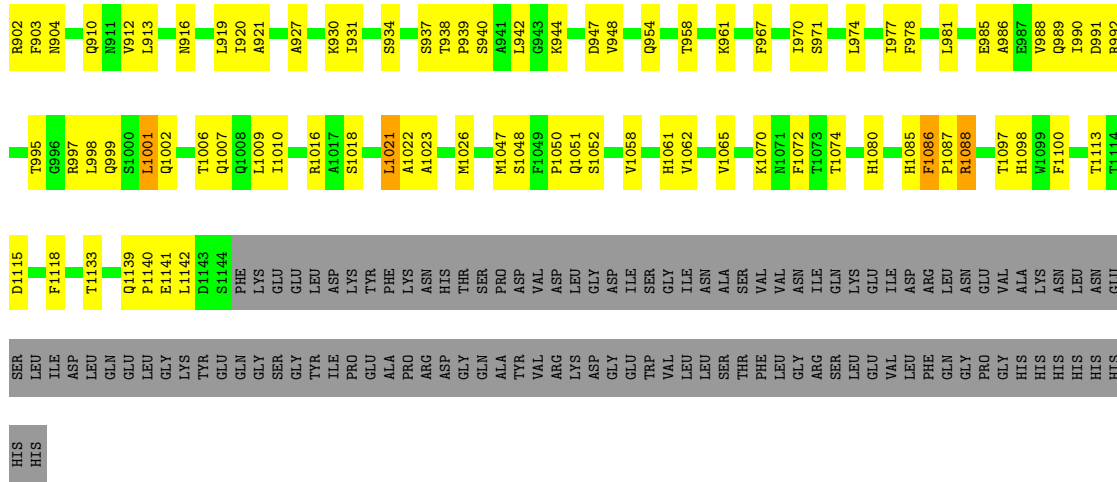 R902 F903 N904 Q910 N911 V912 L913 N916 L919 I920 A921 A927 K930 I931 S934 S937 T938 P939 S940 A941 L942 G943 K944 D947 V948 Q954 T958 K961 F967 I970 S971 L974 I977 F978 L981 E985 A986 E987 V988 Q989 I990 D991 R992
T995 G996 R997 L998 Q999 S1000 L1001 Q1002 T1006 Q1007 Q1008 L1009 I1010 R1016 A1017 S1018 L1021 A1022 A1023 M1026 M1047 S1048 F1049 P1050 Q1051 S1052 V1058 H1061 V1062 V1065 K1070 N1071 F1072 T1073 T1074 H1080 H1085 F1086 P1087 R1088 T1097 H1098 W1099 F1100 T1113 T1114
D1115 F1118 T1133 Q1139 P1140 E1141 L1142 D1143 S1144 PHE LYS GLU GLU LEU ASP LYS TYR PHE LYS ASN HIS THR SER PRO ASP VAL ASP LEU GLY ASP ILE SER GLY ILE ASN ALA SER VAL VAL ASN ILE GLN LYS GLU ILE ASP ARG LEU ASN GLU VAL ALA LYS ASN LEU ASN GLU
SER LEU ILE ASP LEU GLN GLU LEU GLY LYS TYR GLU GLN GLY SER GLY TYR ILE PRO GLU ALA PRO ARG ASP GLY GLN ALA TYR VAL ARG LYS ASP GLY GLU TRP VAL LEU LEU SER THR PHE LEU GLY ARG SER LEU GLU VAL LEU PHE GLN GLY PRO GLY HIS HIS HIS HIS HIS HIS
HIS HIS